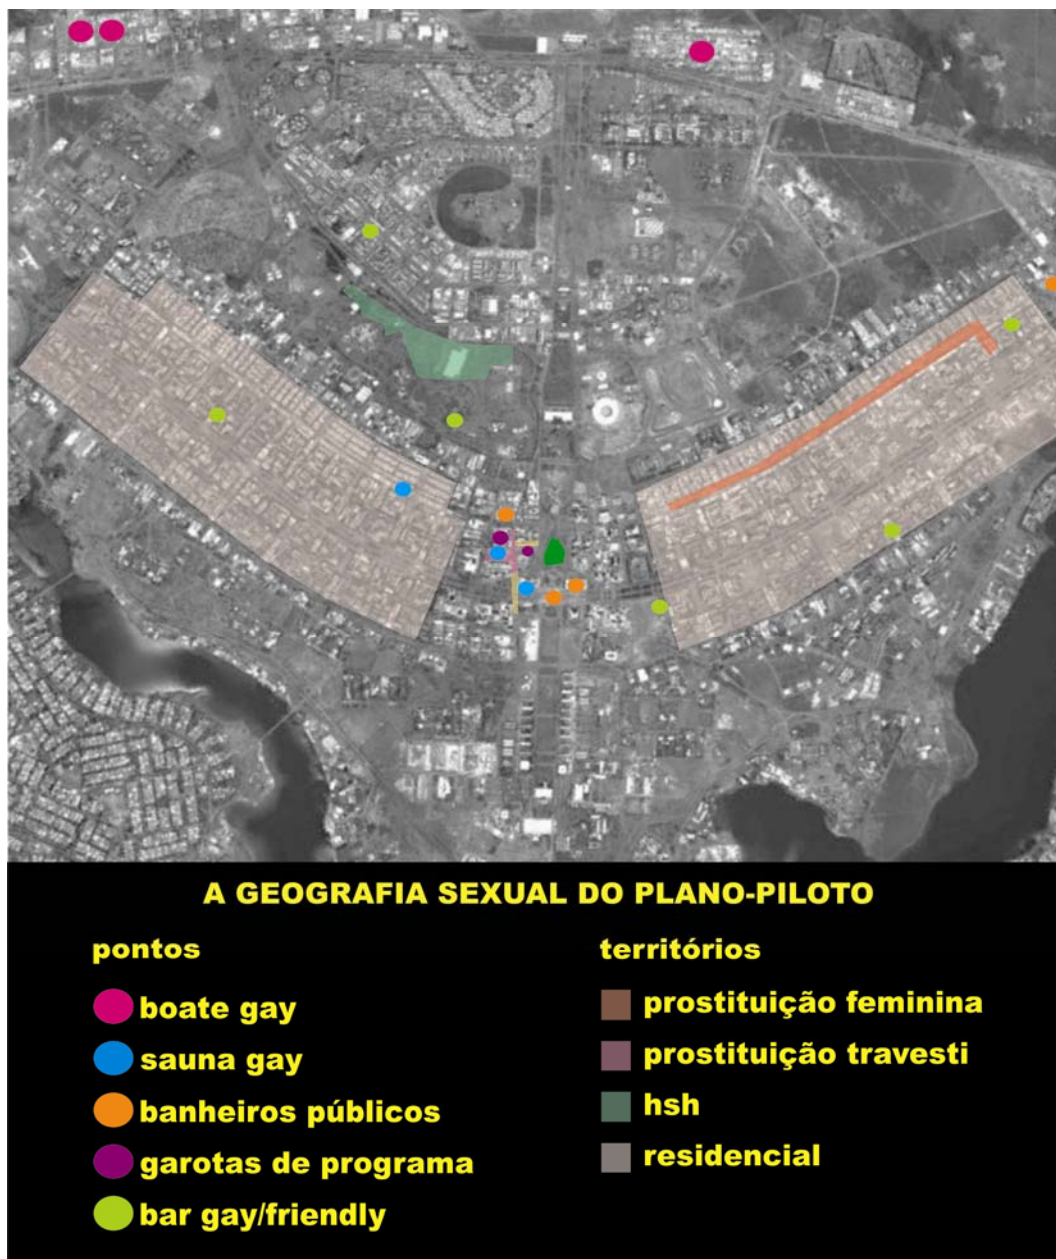 A GEOGRAFIA SEXUAL DO PLANO-PILOTO
pontos
boate gay
sauna gay
banheiros públicos
garotas de programa
bar gay/friendly
territórios
prostituição feminina
prostituição travesti
hsh
residencial